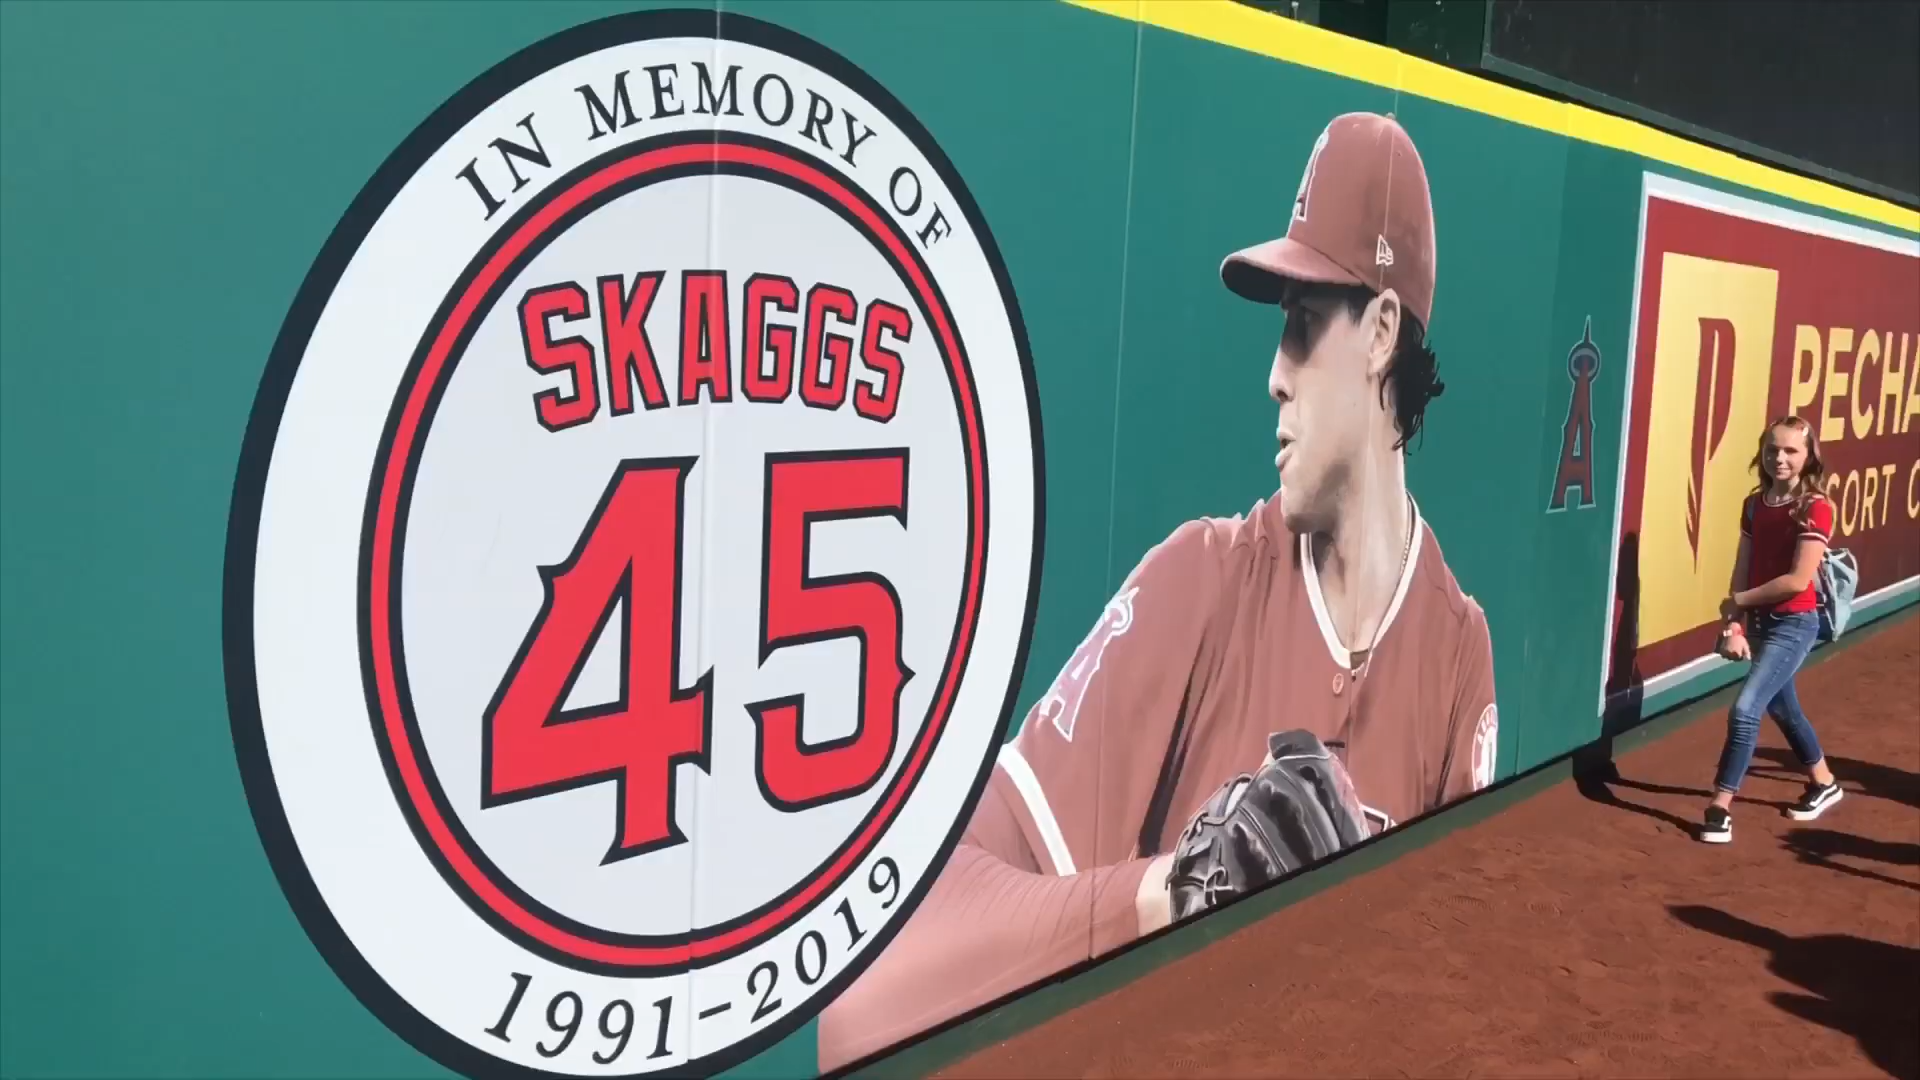 IN MEMORY OF
SKAGGS
45
1991-2019
A
A
A
P
PECHA
SORT C